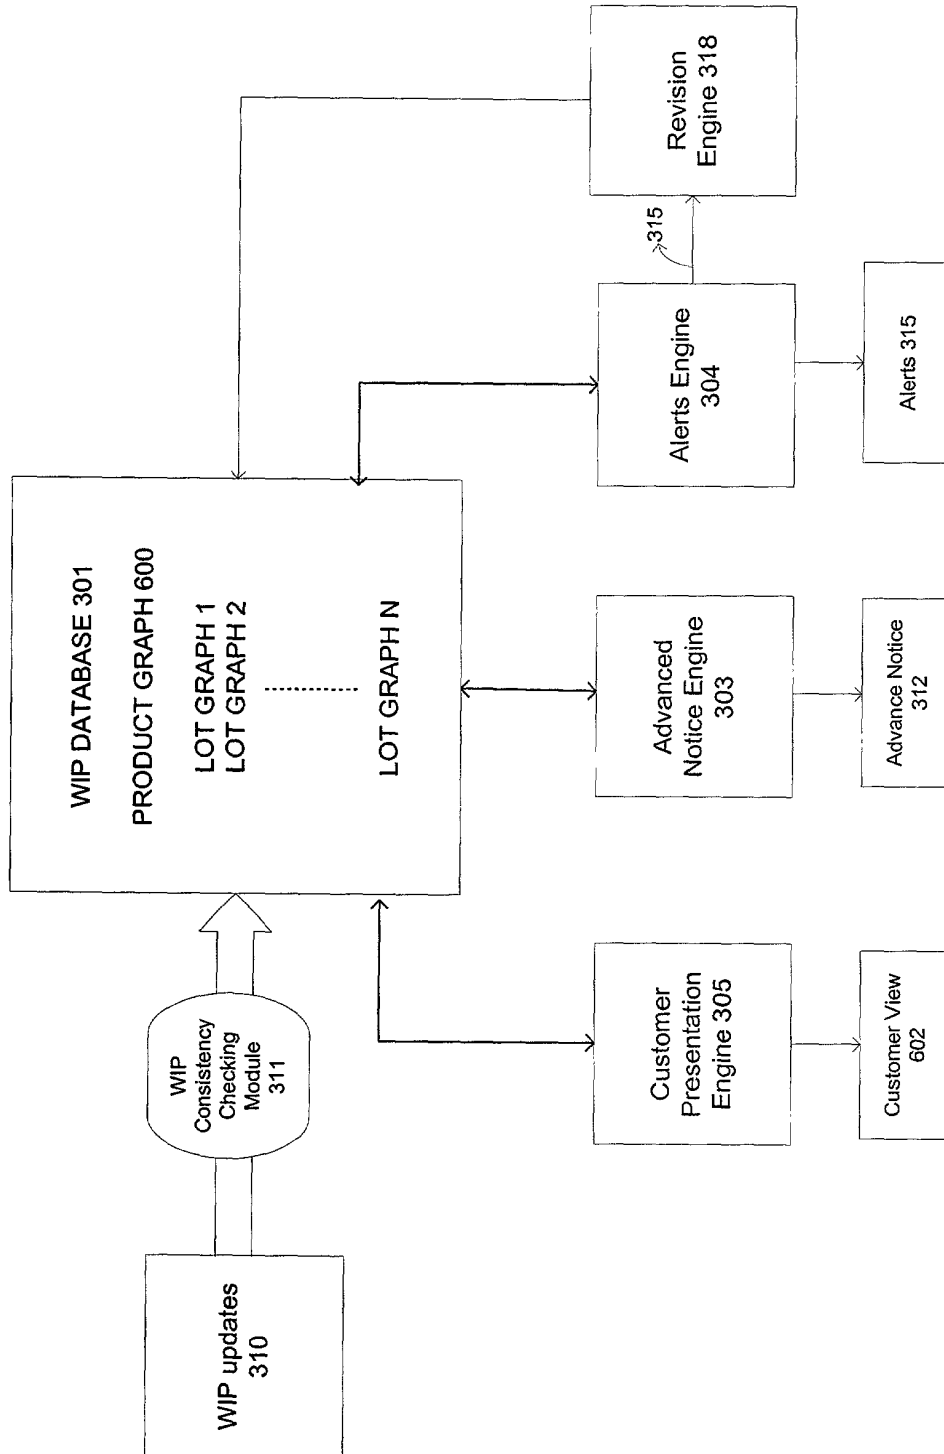 WIP updates
310
WIP
Consistency
Checking
Module
311
WIP DATABASE 301
PRODUCT GRAPH 600
LOT GRAPH 1
LOT GRAPH 2
LOT GRAPH N
Customer
Presentation
Engine 305
Advanced
Notice Engine
303
Alerts Engine
304
315
Revision
Engine 318
Customer View
602
Advance Notice
312
Alerts 315